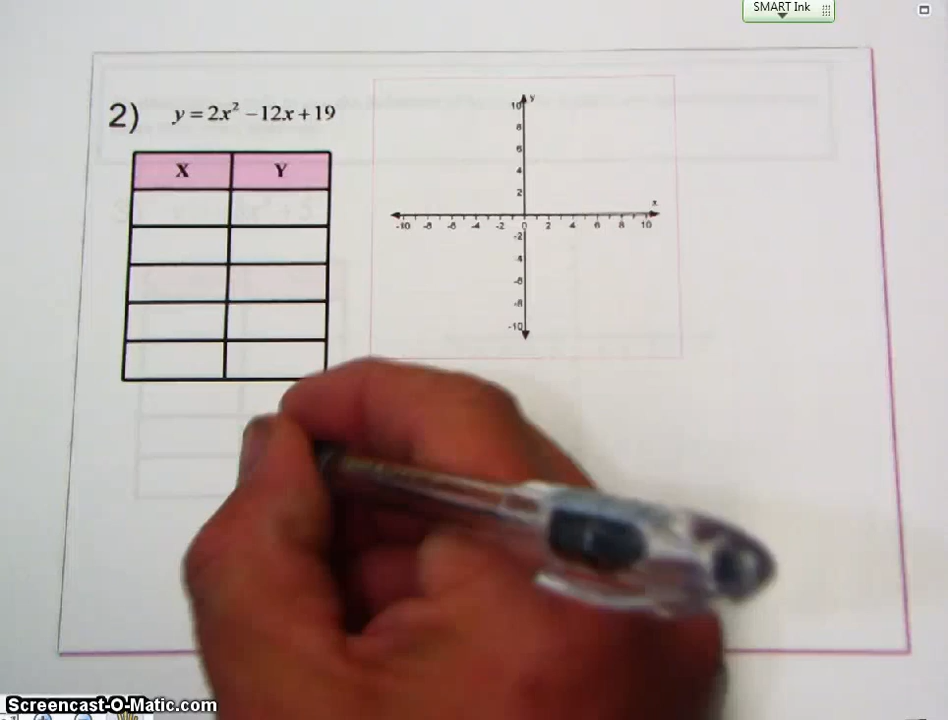 SMART Ink
2) y = 2x² − 12x + 19
X Y
y
10
8
6
4
2
x
-10 -8 -6 -4 -2 0 2 4 6 8 10
-2
-4
-6
-8
-10
Screencast-O-Matic.com